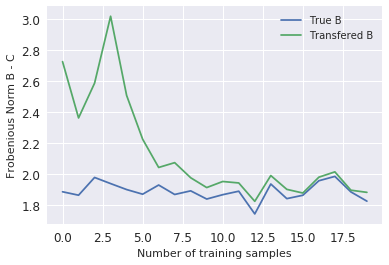 True B
Transfered B
3.0
2.8
2.6
2.4
2.2
2.0
1.8
Frobenious Norm B - C
0.0 2.5 5.0 7.5 10.0 12.5 15.0 17.5
Number of training samples